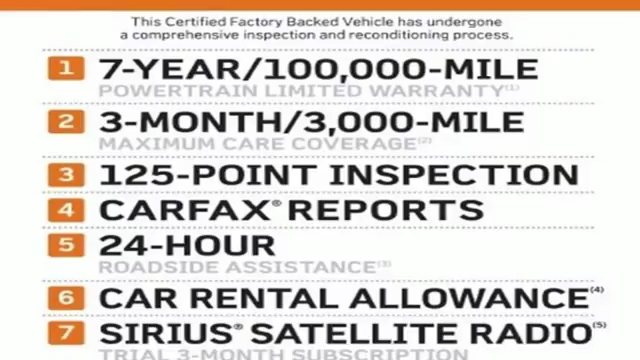 This Certified Factory Backed Vehicle has undergone
a comprehensive inspection and reconditioning process.
1 7-YEAR/100,000-MILE
POWERTRAIN LIMITED WARRANTY(1)
2 3-MONTH/3,000-MILE
MAXIMUM CARE COVERAGE(2)
3 125-POINT INSPECTION
4 CARFAX® REPORTS
5 24-HOUR
ROADSIDE ASSISTANCE(3)
6 CAR RENTAL ALLOWANCE(4)
7 SIRIUS® SATELLITE RADIO(5)
TRIAL 3-MONTH SUBSCRIPTION